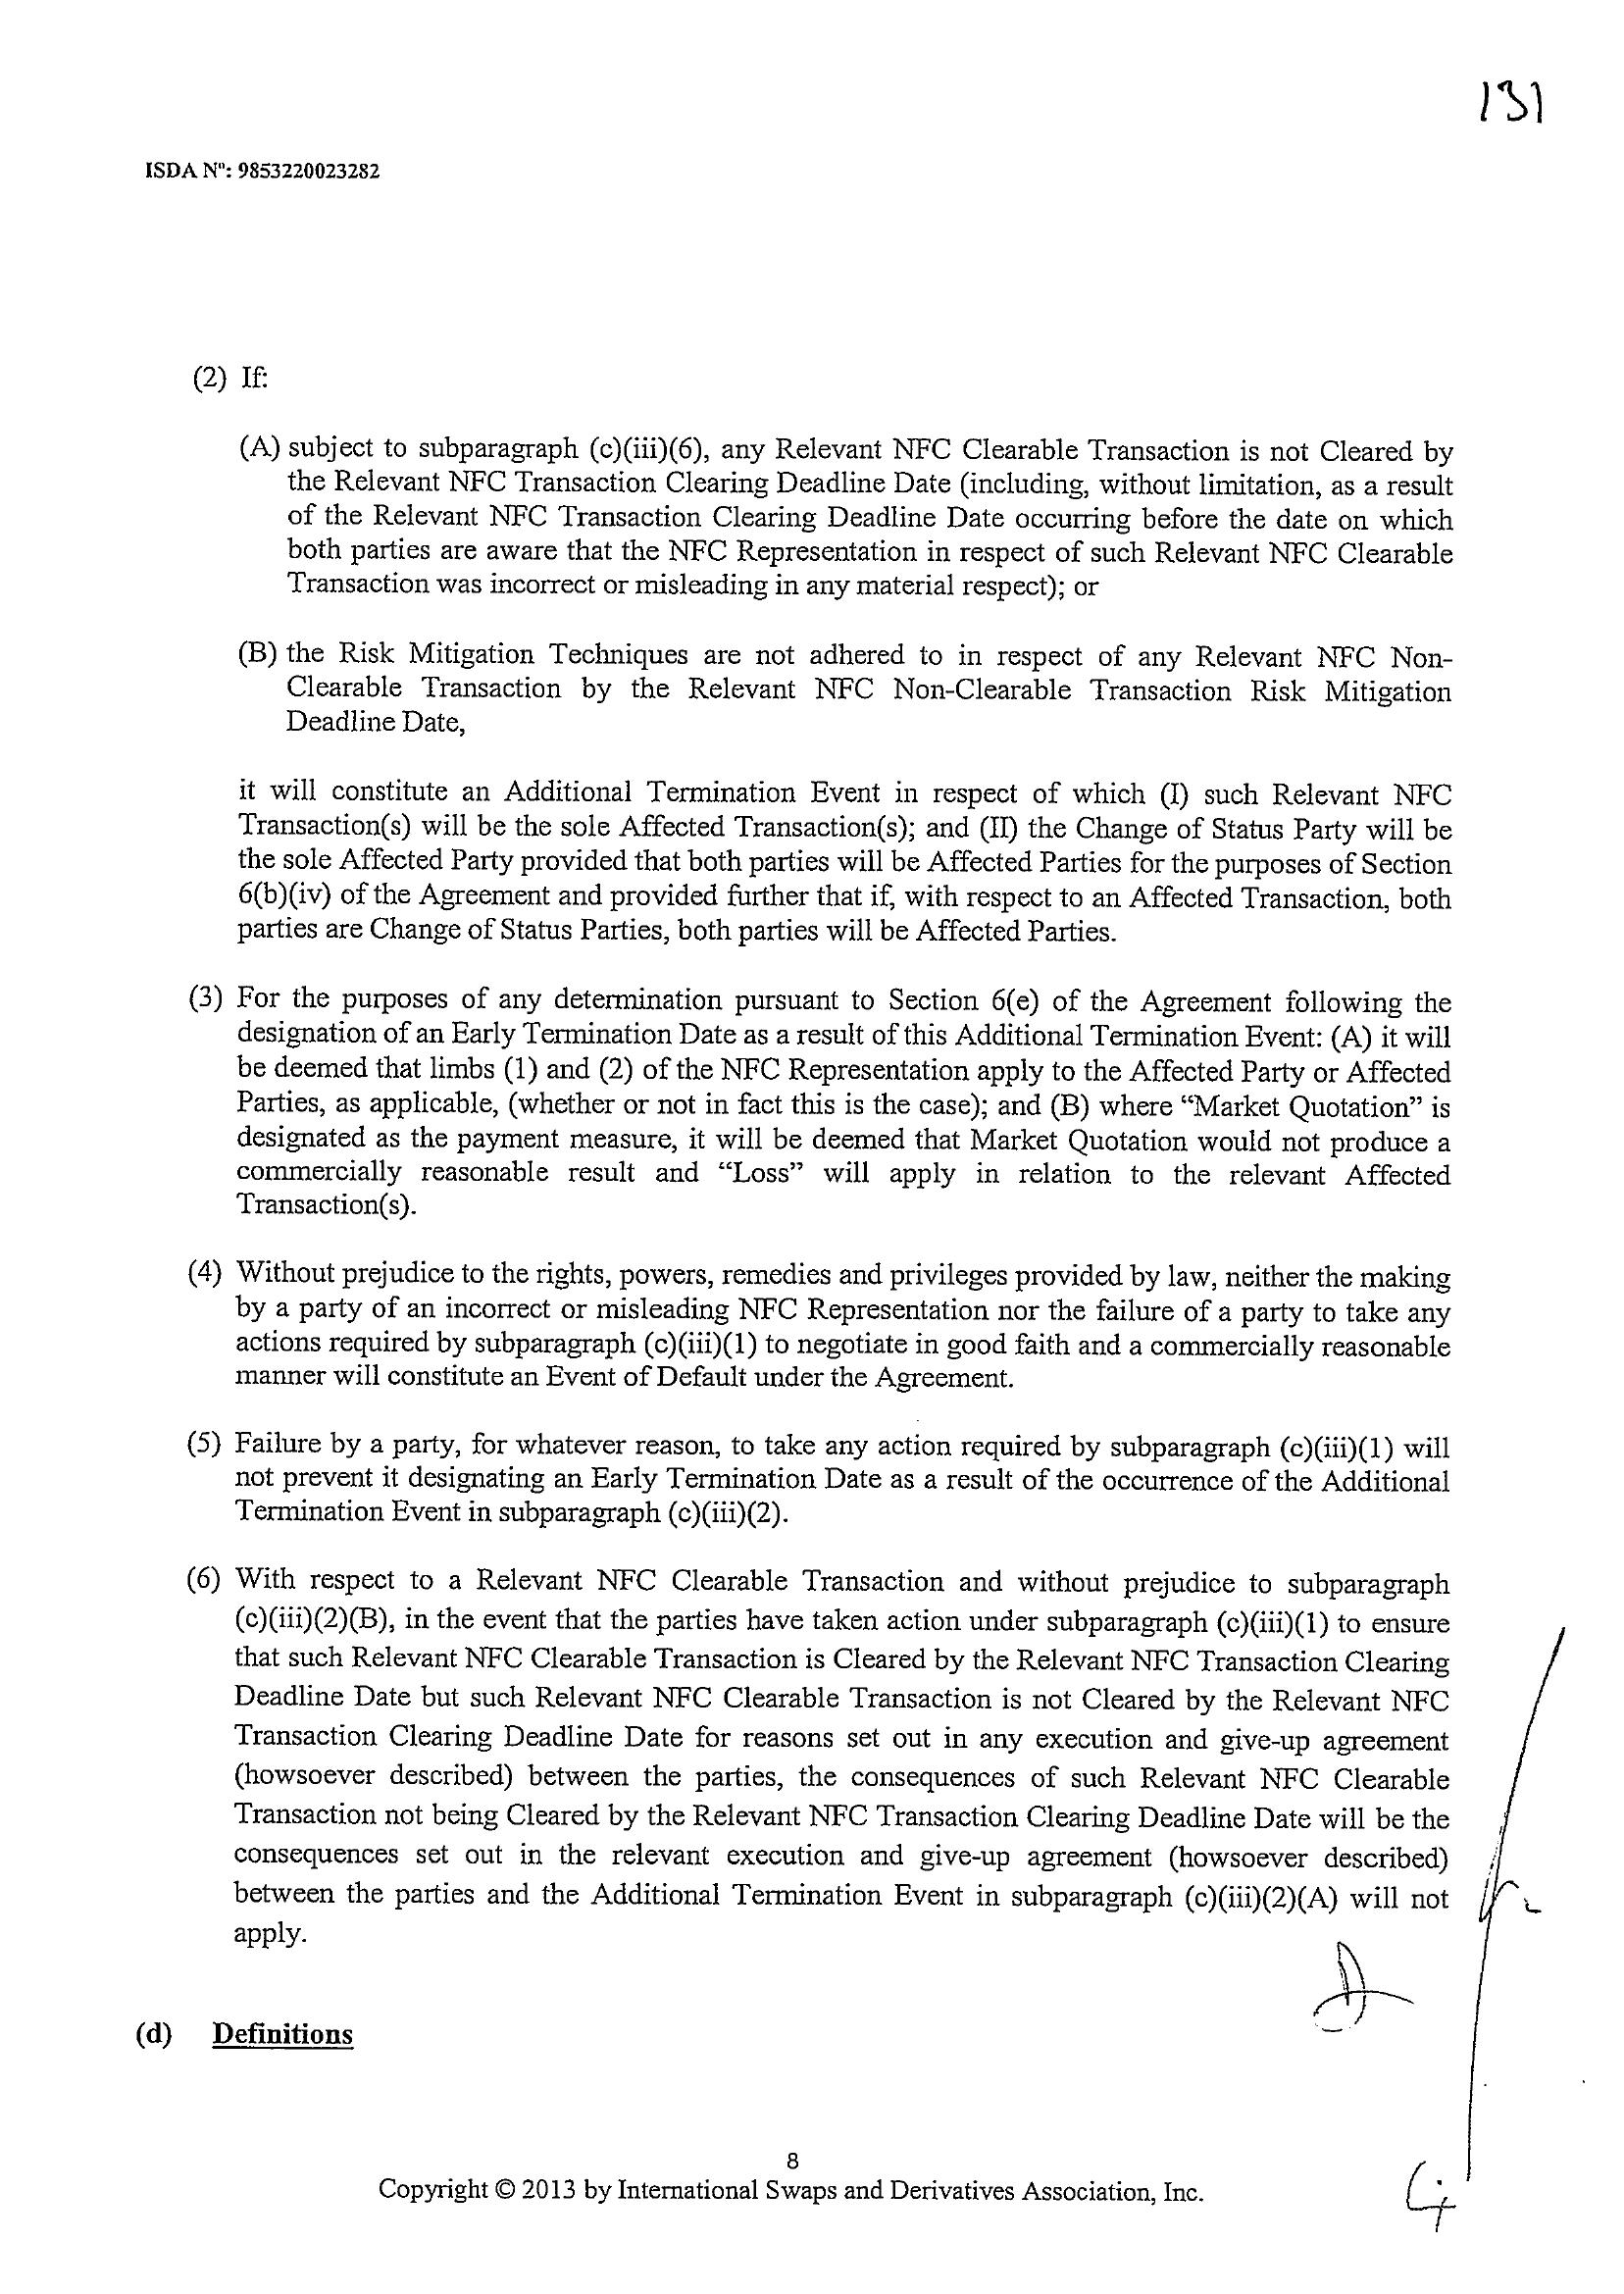 131
ISDA Nº: 9853220023282
(2) If:
(A) subject to subparagraph (c)(iii)(6), any Relevant NFC Clearable Transaction is not Cleared by
the Relevant NFC Transaction Clearing Deadline Date (including, without limitation, as a result
of the Relevant NFC Transaction Clearing Deadline Date occurring before the date on which
both parties are aware that the NFC Representation in respect of such Relevant NFC Clearable
Transaction was incorrect or misleading in any material respect); or
(B) the Risk Mitigation Techniques are not adhered to in respect of any Relevant NFC Non-
Clearable Transaction by the Relevant NFC Non-Clearable Transaction Risk Mitigation
Deadline Date,
it will constitute an Additional Termination Event in respect of which (I) such Relevant NFC
Transaction(s) will be the sole Affected Transaction(s); and (II) the Change of Status Party will be
the sole Affected Party provided that both parties will be Affected Parties for the purposes of Section
6(b)(iv) of the Agreement and provided further that if, with respect to an Affected Transaction, both
parties are Change of Status Parties, both parties will be Affected Parties.
(3) For the purposes of any determination pursuant to Section 6(e) of the Agreement following the
designation of an Early Termination Date as a result of this Additional Termination Event: (A) it will
be deemed that limbs (1) and (2) of the NFC Representation apply to the Affected Party or Affected
Parties, as applicable, (whether or not in fact this is the case); and (B) where “Market Quotation” is
designated as the payment measure, it will be deemed that Market Quotation would not produce a
commercially reasonable result and “Loss” will apply in relation to the relevant Affected
Transaction(s).
(4) Without prejudice to the rights, powers, remedies and privileges provided by law, neither the making
by a party of an incorrect or misleading NFC Representation nor the failure of a party to take any
actions required by subparagraph (c)(iii)(1) to negotiate in good faith and a commercially reasonable
manner will constitute an Event of Default under the Agreement.
(5) Failure by a party, for whatever reason, to take any action required by subparagraph (c)(iii)(1) will
not prevent it designating an Early Termination Date as a result of the occurrence of the Additional
Termination Event in subparagraph (c)(iii)(2).
(6) With respect to a Relevant NFC Clearable Transaction and without prejudice to subparagraph
(c)(iii)(2)(B), in the event that the parties have taken action under subparagraph (c)(iii)(1) to ensure
that such Relevant NFC Clearable Transaction is Cleared by the Relevant NFC Transaction Clearing
Deadline Date but such Relevant NFC Clearable Transaction is not Cleared by the Relevant NFC
Transaction Clearing Deadline Date for reasons set out in any execution and give-up agreement
(howsoever described) between the parties, the consequences of such Relevant NFC Clearable
Transaction not being Cleared by the Relevant NFC Transaction Clearing Deadline Date will be the
consequences set out in the relevant execution and give-up agreement (howsoever described)
between the parties and the Additional Termination Event in subparagraph (c)(iii)(2)(A) will not
apply.
(d) Definitions
8
Copyright © 2013 by International Swaps and Derivatives Association, Inc.